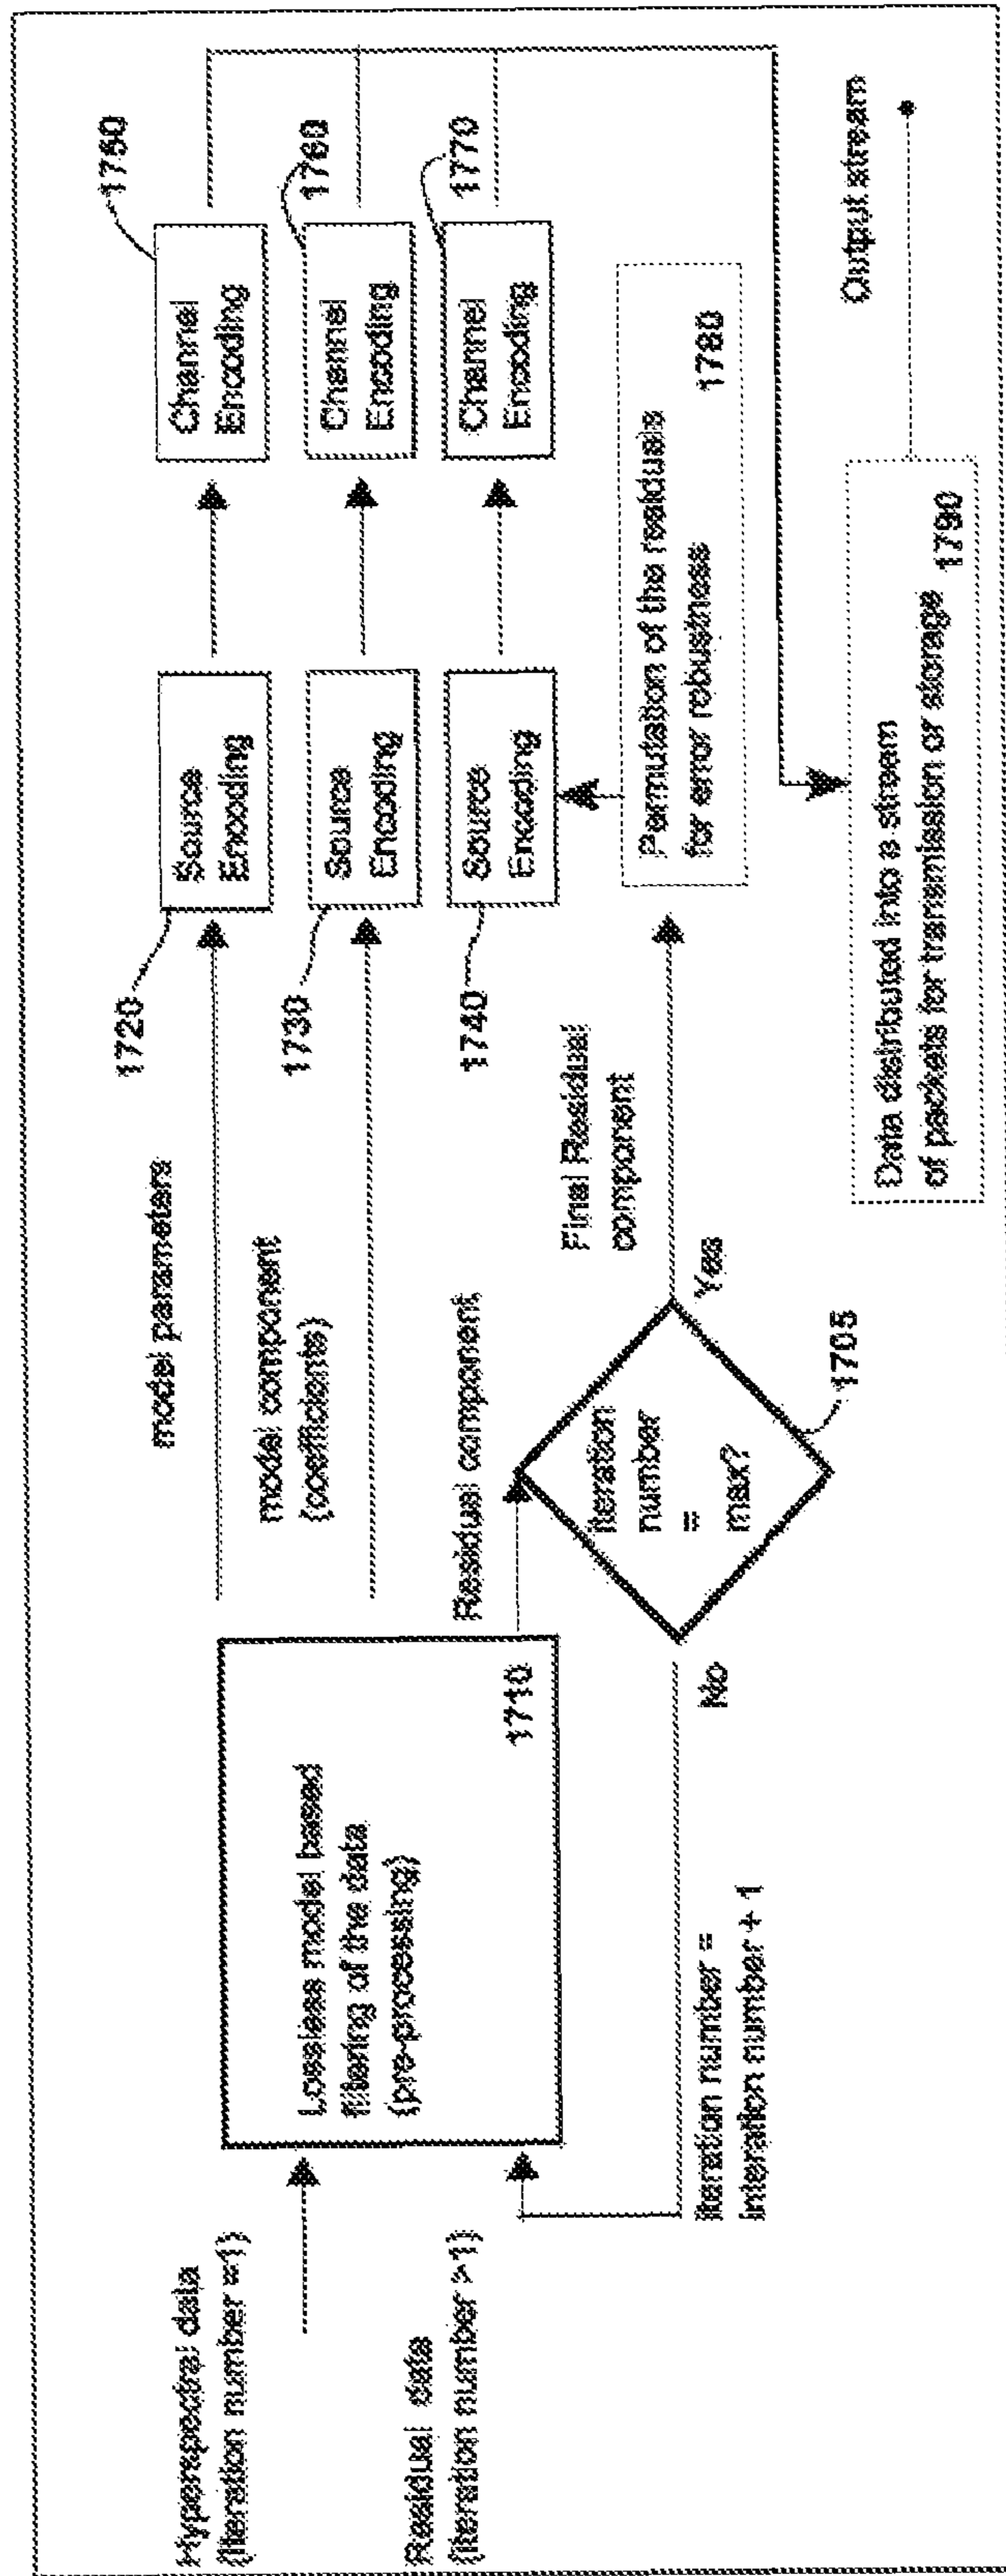 Hyperspectral data
(iteration number =1)
Residual data
(iteration number >1)
Lossless model based
filtering of the data
(pre-processing)
1710
iteration number =
interation number + 1
No
iteration
number
=
max?
1705
Yes
Residual component
Final Residual
component
model parameters
model component
(coefficients)
1720
Source
Encoding
1730
Source
Encoding
1740
Source
Encoding
Channel
Encoding
1750
Channel
Encoding
1760
Channel
Encoding
1770
Permutation of the residuals
for error robustness
1780
Data distributed into a stream
of packets for transmission or storage
1790
Output stream